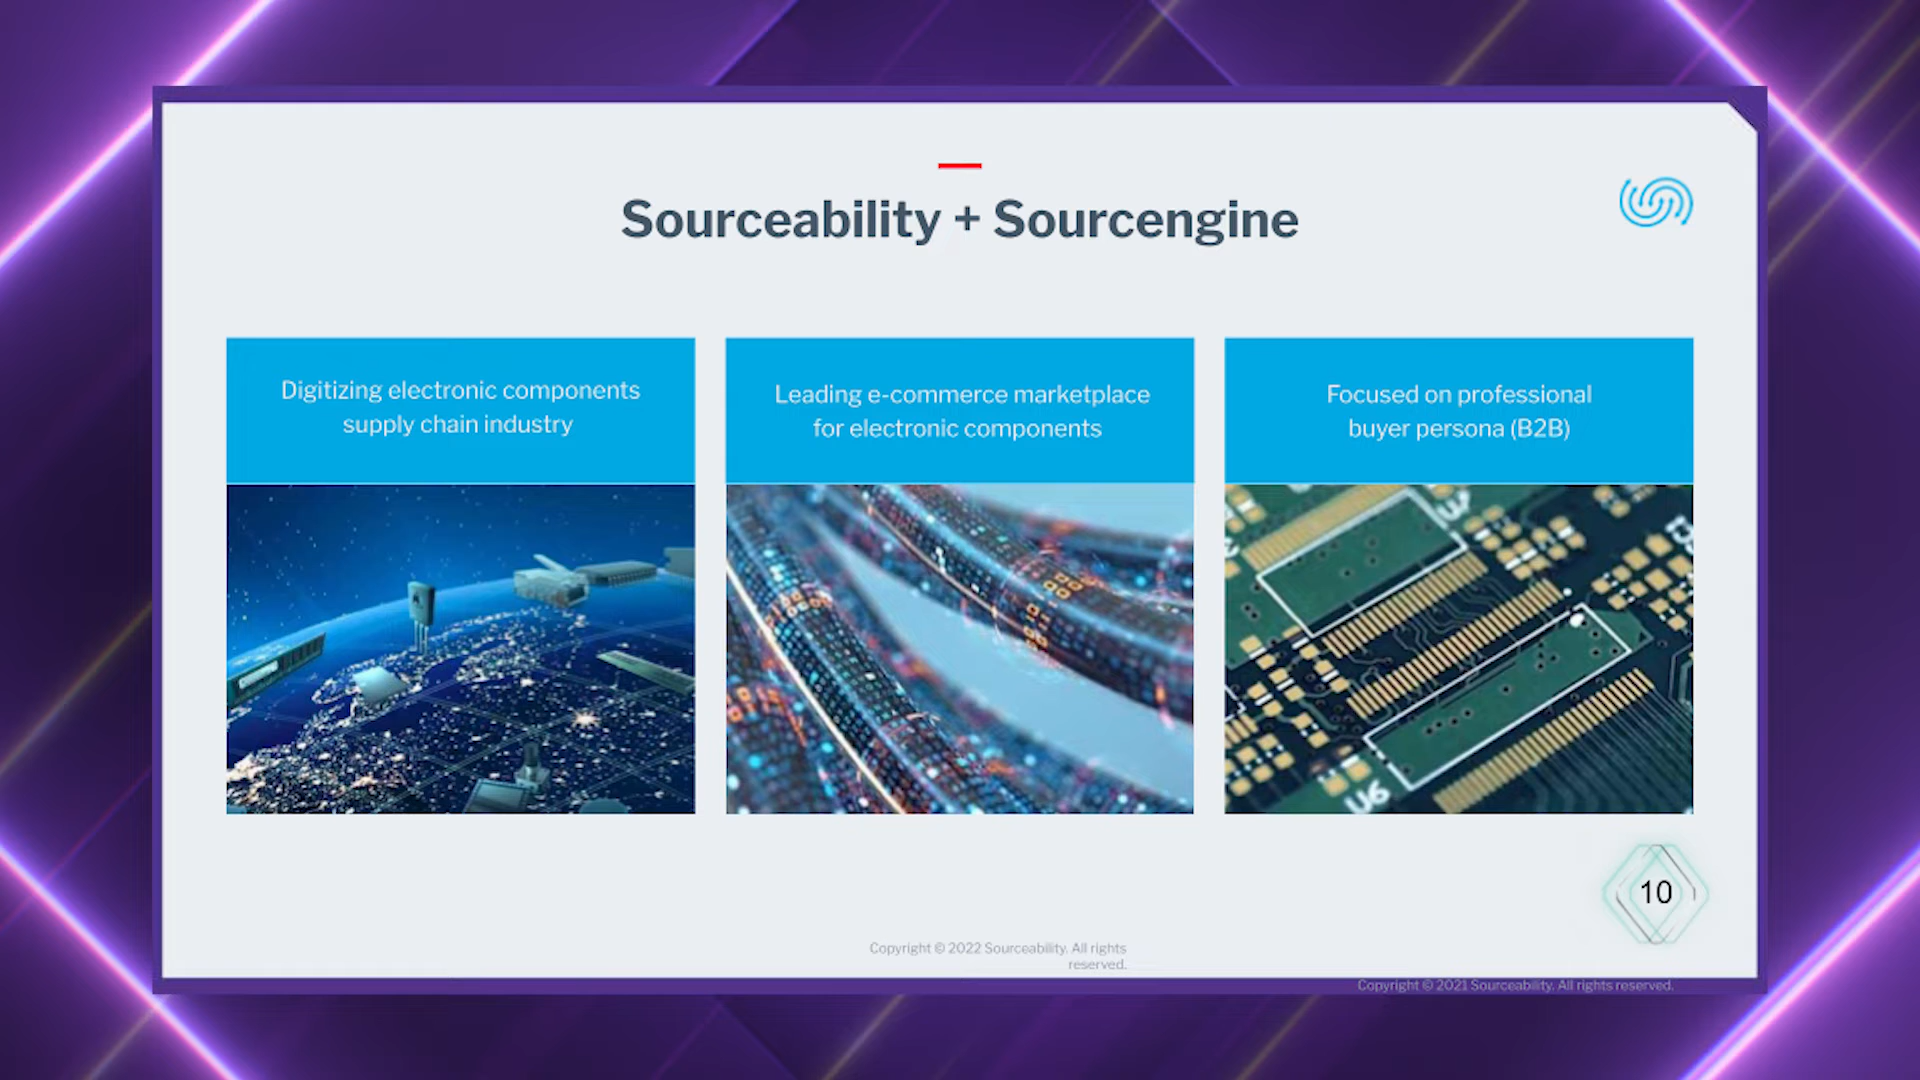 Sourceability + Sourcengine
Digitizing electronic components
supply chain industry
Leading e-commerce marketplace
for electronic components
Focused on professional
buyer persona (B2B)
U6
10
Copyright © 2022 Sourceability. All rights
reserved.
Copyright © 2021 Sourceability. All rights reserved.